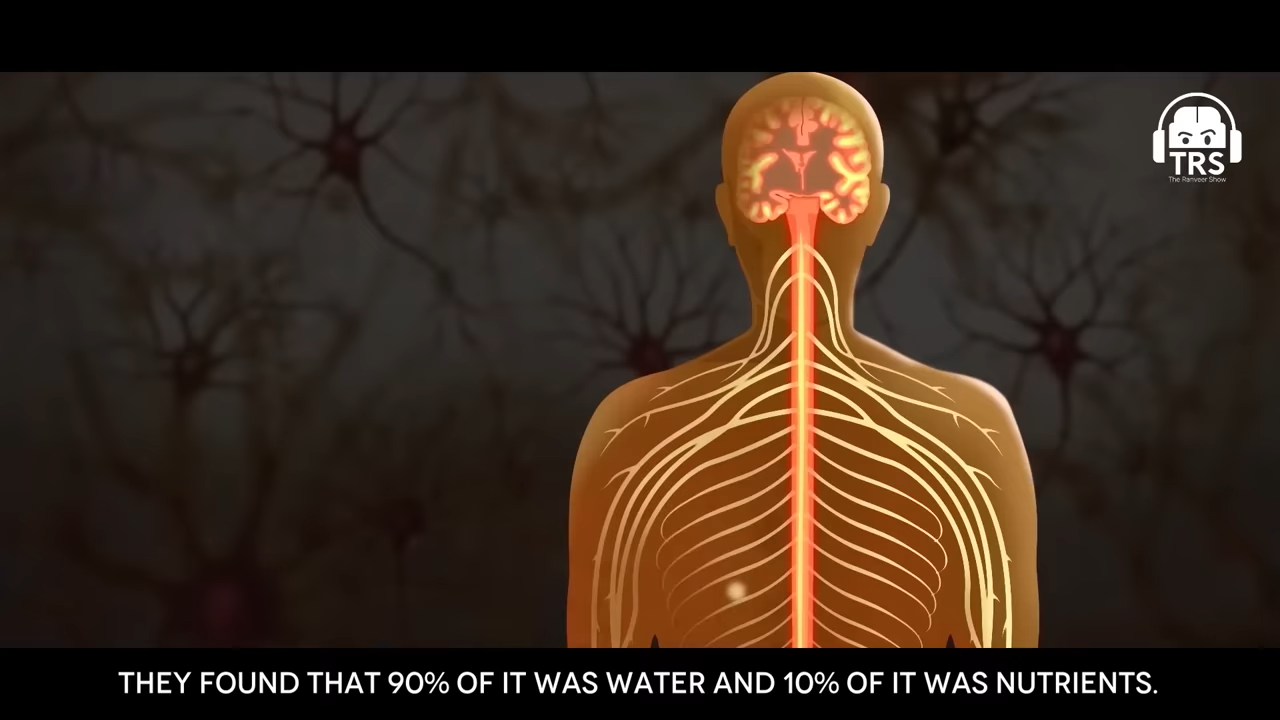 TRS
The Ranveer Show
THEY FOUND THAT 90% OF IT WAS WATER AND 10% OF IT WAS NUTRIENTS.